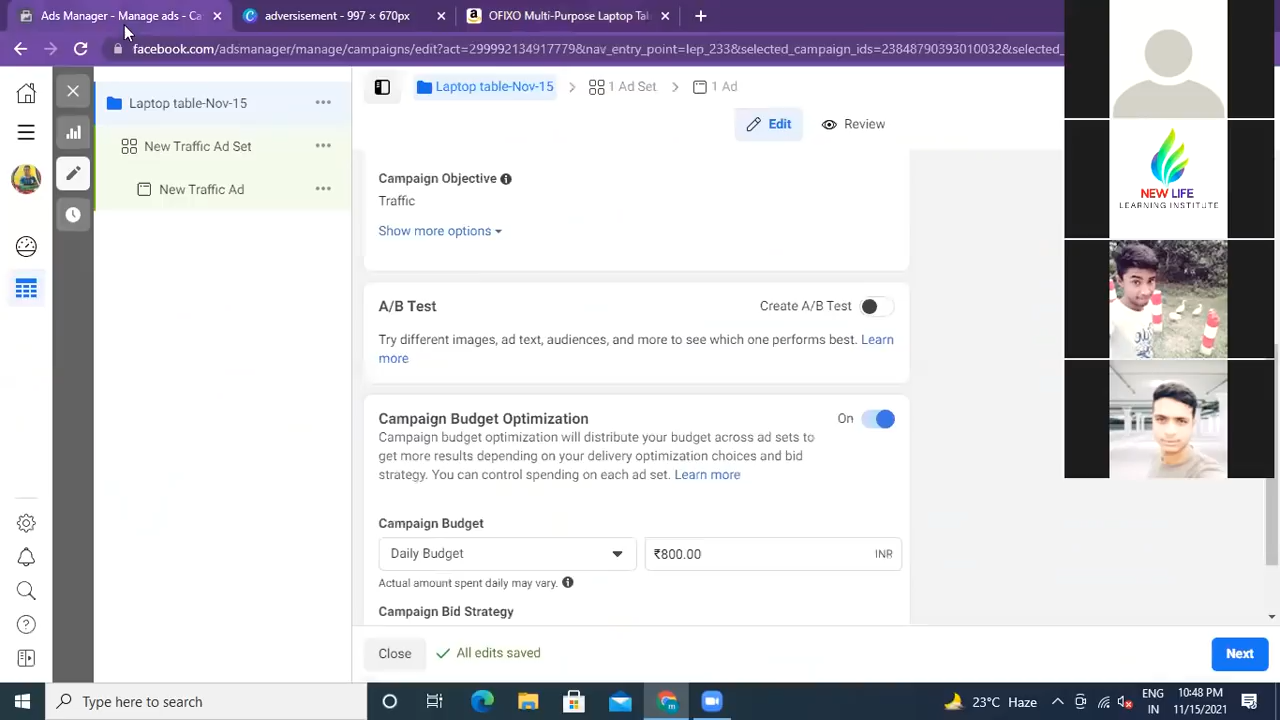 Ads Manager - Manage ads - Ca
adversisement - 997 × 670px
OFIXO Multi-Purpose Laptop Tal
facebook.com/adsmanager/manage/campaigns/edit?act=2999921349177798&nav_entry_point=lep_233&selected_campaign_ids=23848790393010032&selected_
Laptop table-Nov-15
New Traffic Ad Set
New Traffic Ad
Laptop table-Nov-15
1 Ad Set
1 Ad
Edit
Review
Campaign Objective
Traffic
Show more options
A/B Test
Create A/B Test
Try different images, ad text, audiences, and more to see which one performs best. Learn
more
Campaign Budget Optimization
On
Campaign budget optimization will distribute your budget across ad sets to
get more results depending on your delivery optimization choices and bid
strategy. You can control spending on each ad set. Learn more
Campaign Budget
Daily Budget
₹800.00
INR
Actual amount spent daily may vary.
Campaign Bid Strategy
Close
All edits saved
Next
NEW LIFE
LEARNING INSTITUTE
Type here to search
23°C Haze
ENG
IN
10:48 PM
11/15/2021